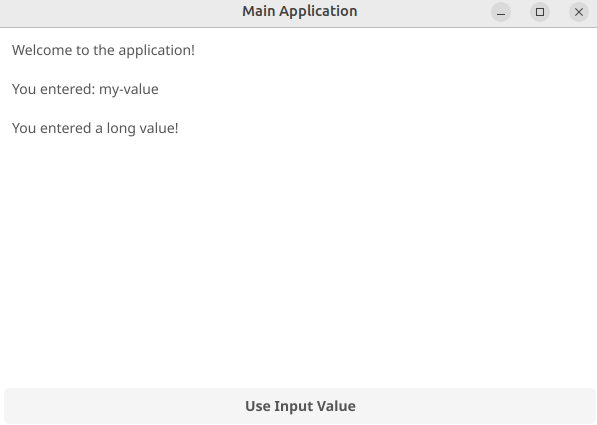 Main Application
Welcome to the application!
You entered: my-value
You entered a long value!
Use Input Value